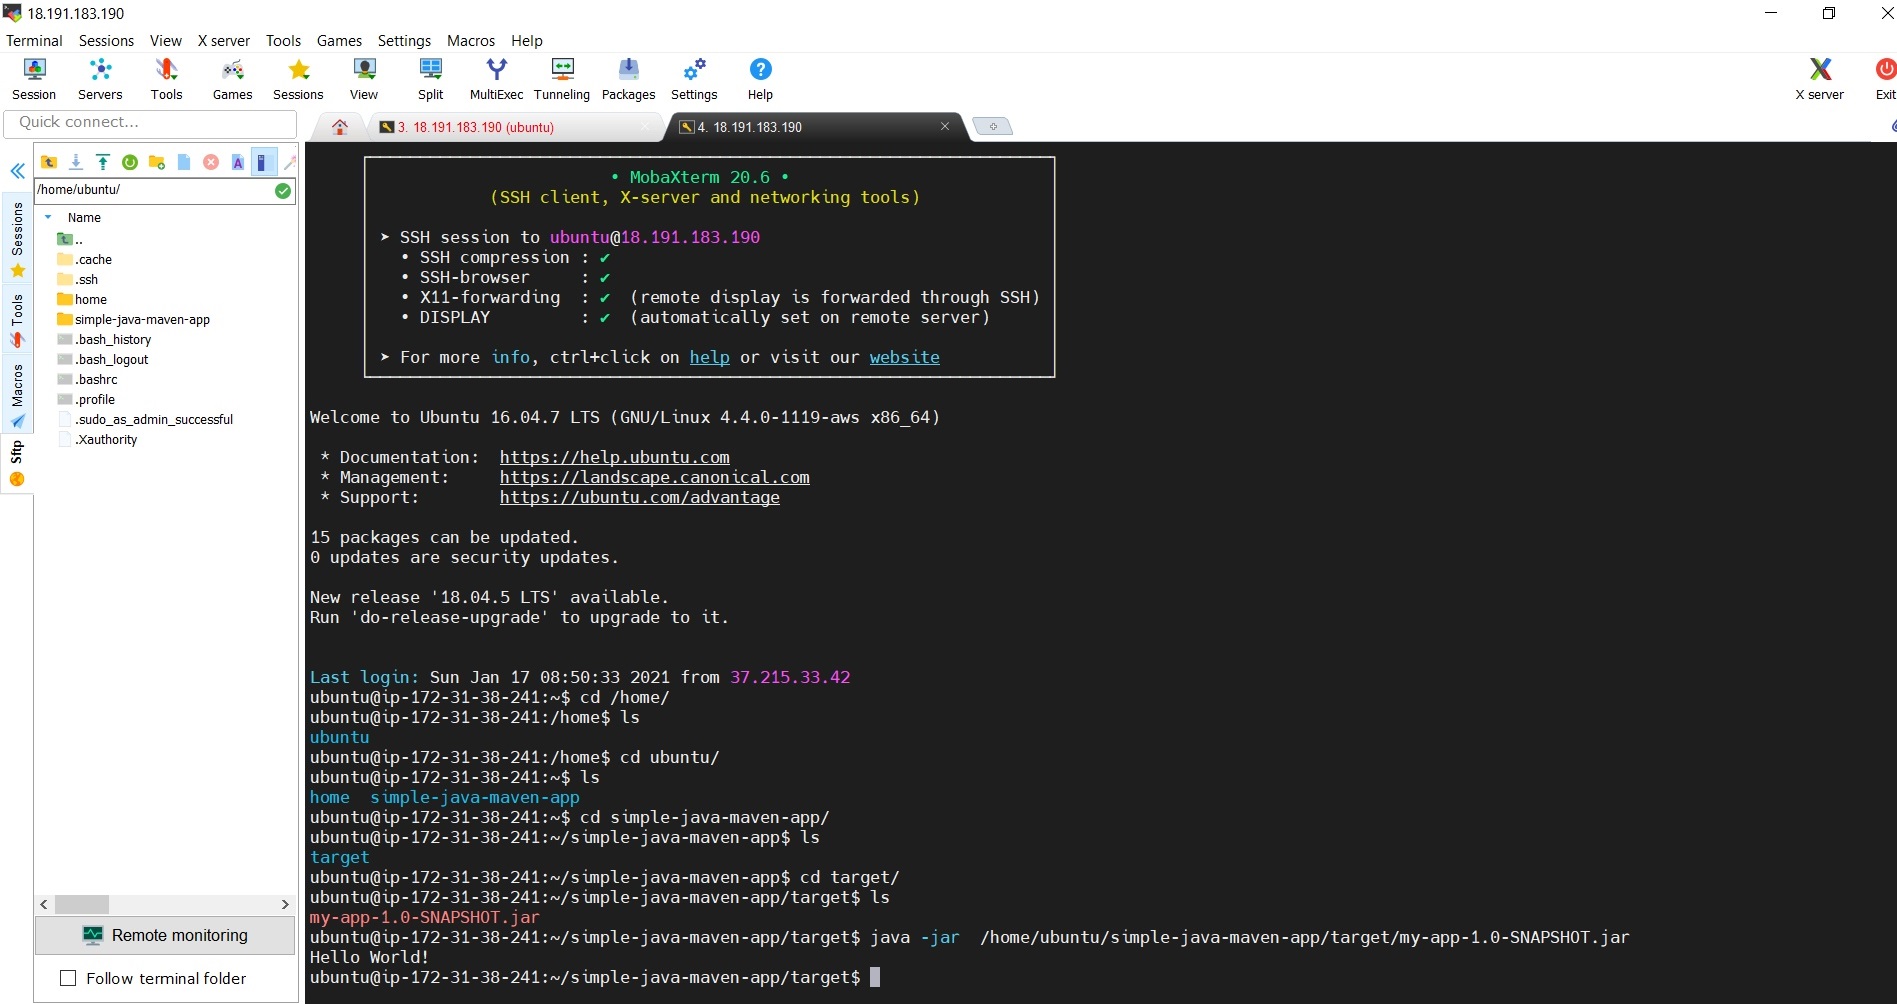 18.191.183.190
Terminal Sessions View X server Tools Games Settings Macros Help
Session Servers Tools Games Sessions View Split MultiExec Tunneling Packages Settings Help X server Exit
Quick connect...
3. 18.191.183.190 (ubuntu)
4. 18.191.183.190
/home/ubuntu/
Name
..
.cache
.ssh
home
simple-java-maven-app
.bash_history
.bash_logout
.bashrc
.profile
.sudo_as_admin_successful
.Xauthority
Sessions
Tools
Macros
Sftp
Remote monitoring
Follow terminal folder
• MobaXterm 20.6 •
(SSH client, X-server and networking tools)
➤ SSH session to ubuntu@18.191.183.190
• SSH compression : ✔
• SSH-browser     : ✔
• X11-forwarding  : ✔  (remote display is forwarded through SSH)
• DISPLAY         : ✔  (automatically set on remote server)
➤ For more info, ctrl+click on help or visit our website
Welcome to Ubuntu 16.04.7 LTS (GNU/Linux 4.4.0-1119-aws x86_64)
* Documentation:  https://help.ubuntu.com
* Management:     https://landscape.canonical.com
* Support:        https://ubuntu.com/advantage
15 packages can be updated.
0 updates are security updates.
New release '18.04.5 LTS' available.
Run 'do-release-upgrade' to upgrade to it.
Last login: Sun Jan 17 08:50:33 2021 from 37.215.33.42
ubuntu@ip-172-31-38-241:~$ cd /home/
ubuntu@ip-172-31-38-241:/home$ ls
ubuntu
ubuntu@ip-172-31-38-241:/home$ cd ubuntu/
ubuntu@ip-172-31-38-241:~$ ls
home  simple-java-maven-app
ubuntu@ip-172-31-38-241:~$ cd simple-java-maven-app/
ubuntu@ip-172-31-38-241:~/simple-java-maven-app$ ls
target
ubuntu@ip-172-31-38-241:~/simple-java-maven-app$ cd target/
ubuntu@ip-172-31-38-241:~/simple-java-maven-app/target$ ls
my-app-1.0-SNAPSHOT.jar
ubuntu@ip-172-31-38-241:~/simple-java-maven-app/target$ java -jar  /home/ubuntu/simple-java-maven-app/target/my-app-1.0-SNAPSHOT.jar
Hello World!
ubuntu@ip-172-31-38-241:~/simple-java-maven-app/target$